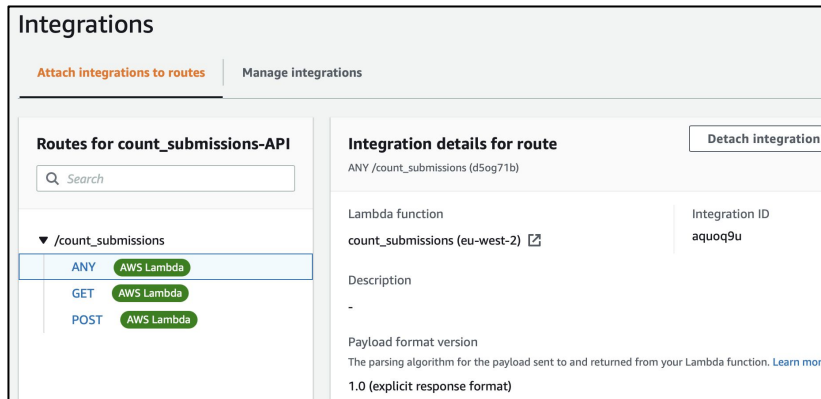 Integrations
Attach integrations to routes
Manage integrations
Routes for count_submissions-API
Search
/count_submissions
ANY AWS Lambda
GET AWS Lambda
POST AWS Lambda
Integration details for route
Detach integration
ANY /count_submissions (d5og71b)
Lambda function
count_submissions (eu-west-2)
Integration ID
aquoq9u
Description
-
Payload format version
The parsing algorithm for the payload sent to and returned from your Lambda function. Learn mor
1.0 (explicit response format)